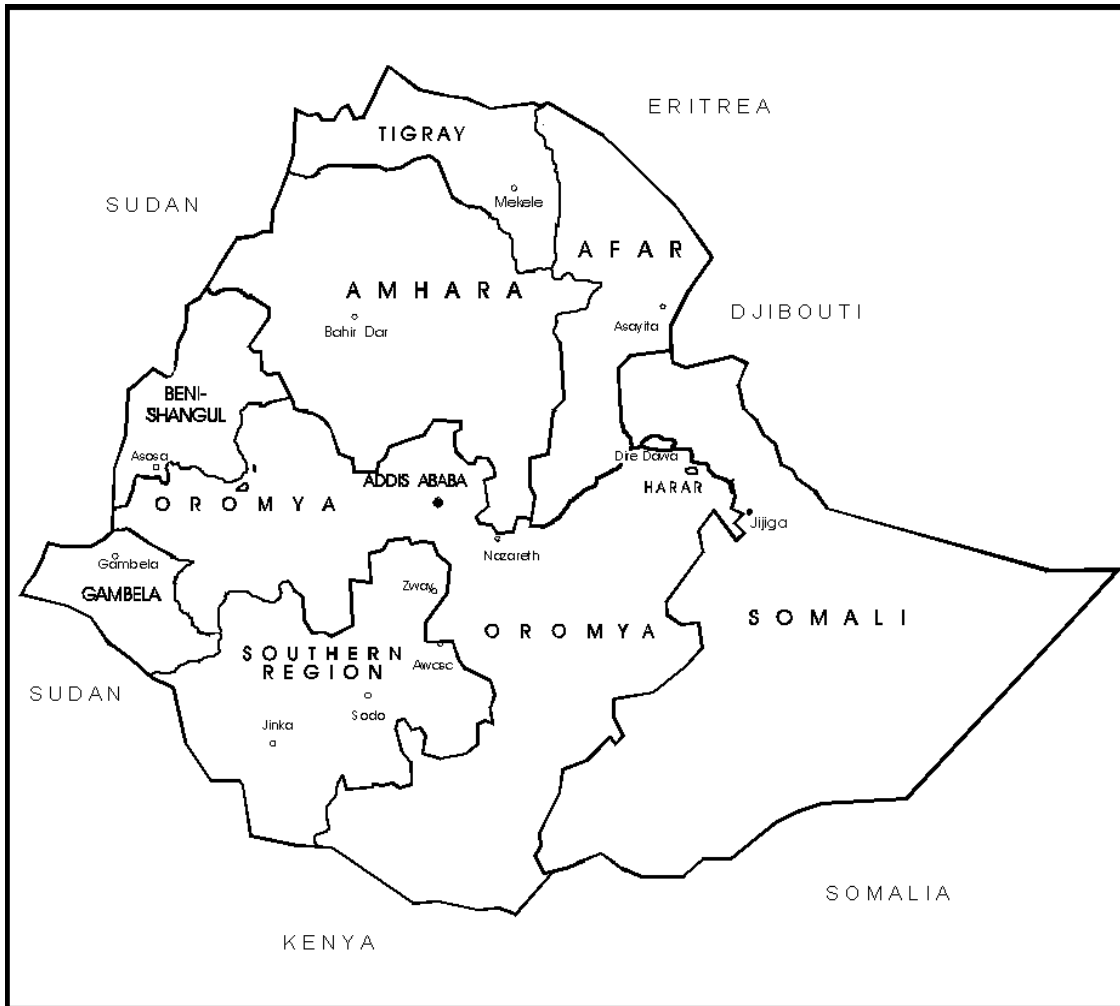 ERITREA
TIGRAY
Mekele
SUDAN
AFAR
AMHARA
Asayita
DJIBOUTI
Bahir Dar
BENI-
SHANGUL
Asosa
Dire Dawa
ADDIS ABABA
HARAR
OROMYA
Jijiga
Nazareth
Gambela
GAMBELA
Zway
SOMALI
OROMYA
SOUTHERN
REGION
Awasa
SUDAN
Sodo
Jinka
SOMALIA
KENYA